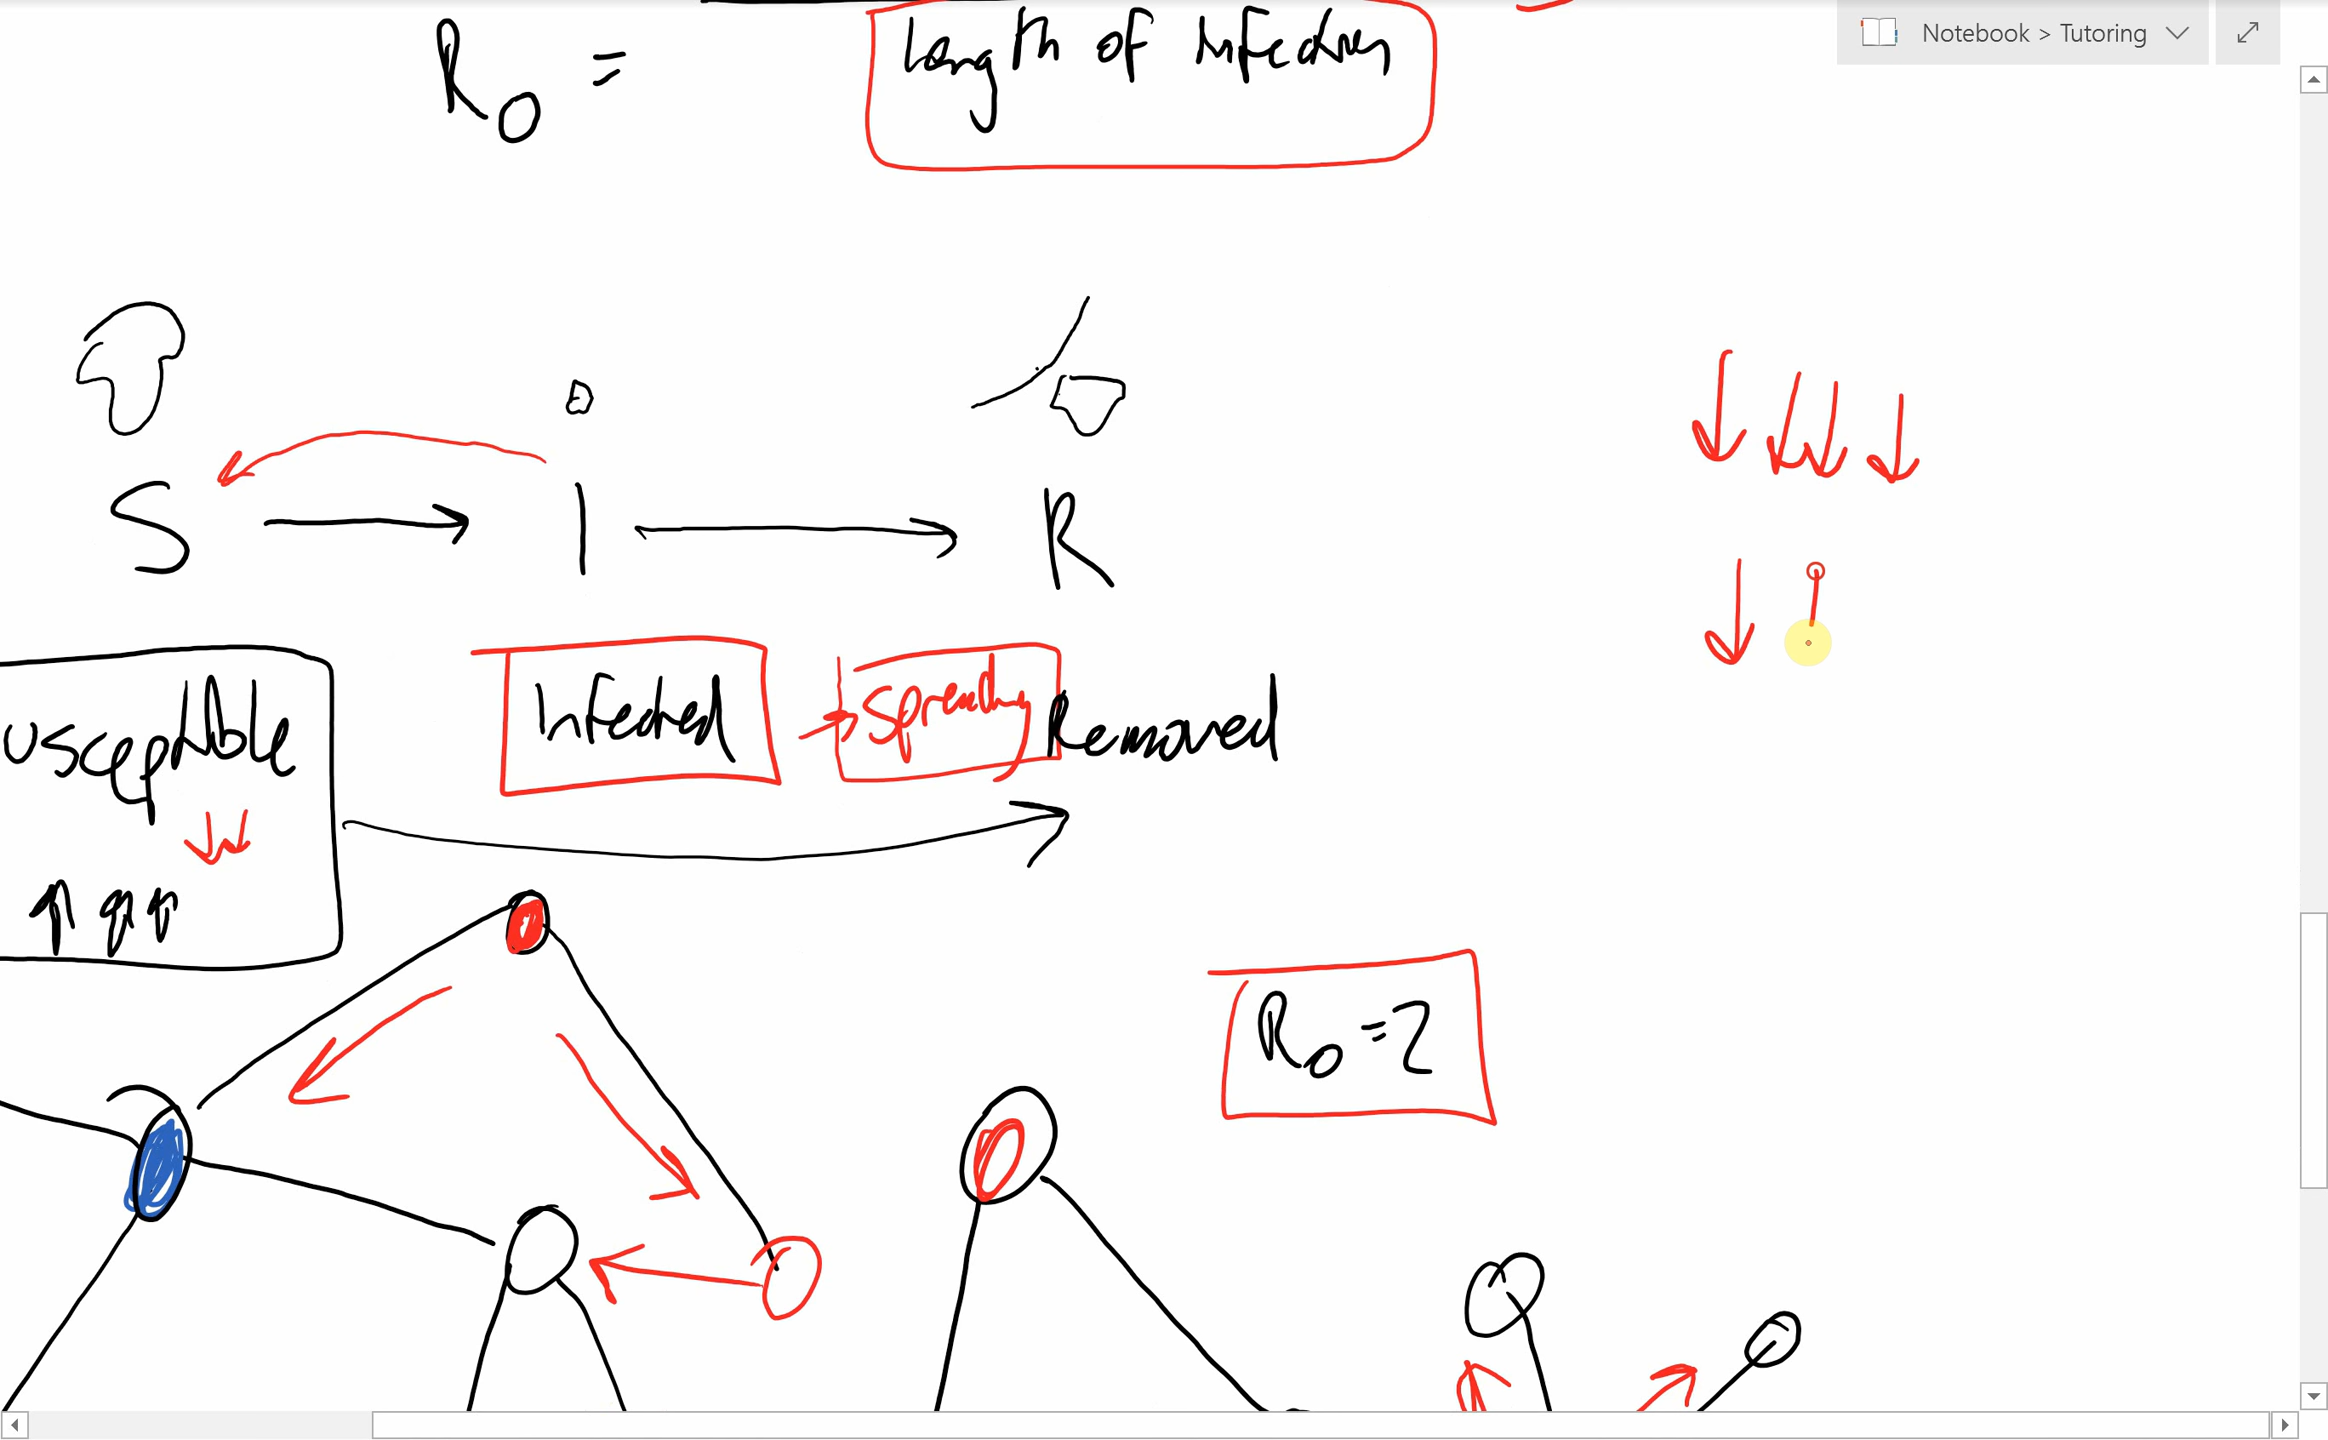 Notebook > Tutoring
R0 =
length of infection
S → I → R
usceptible
Infected
→ spreading
Removed
R0 = 2